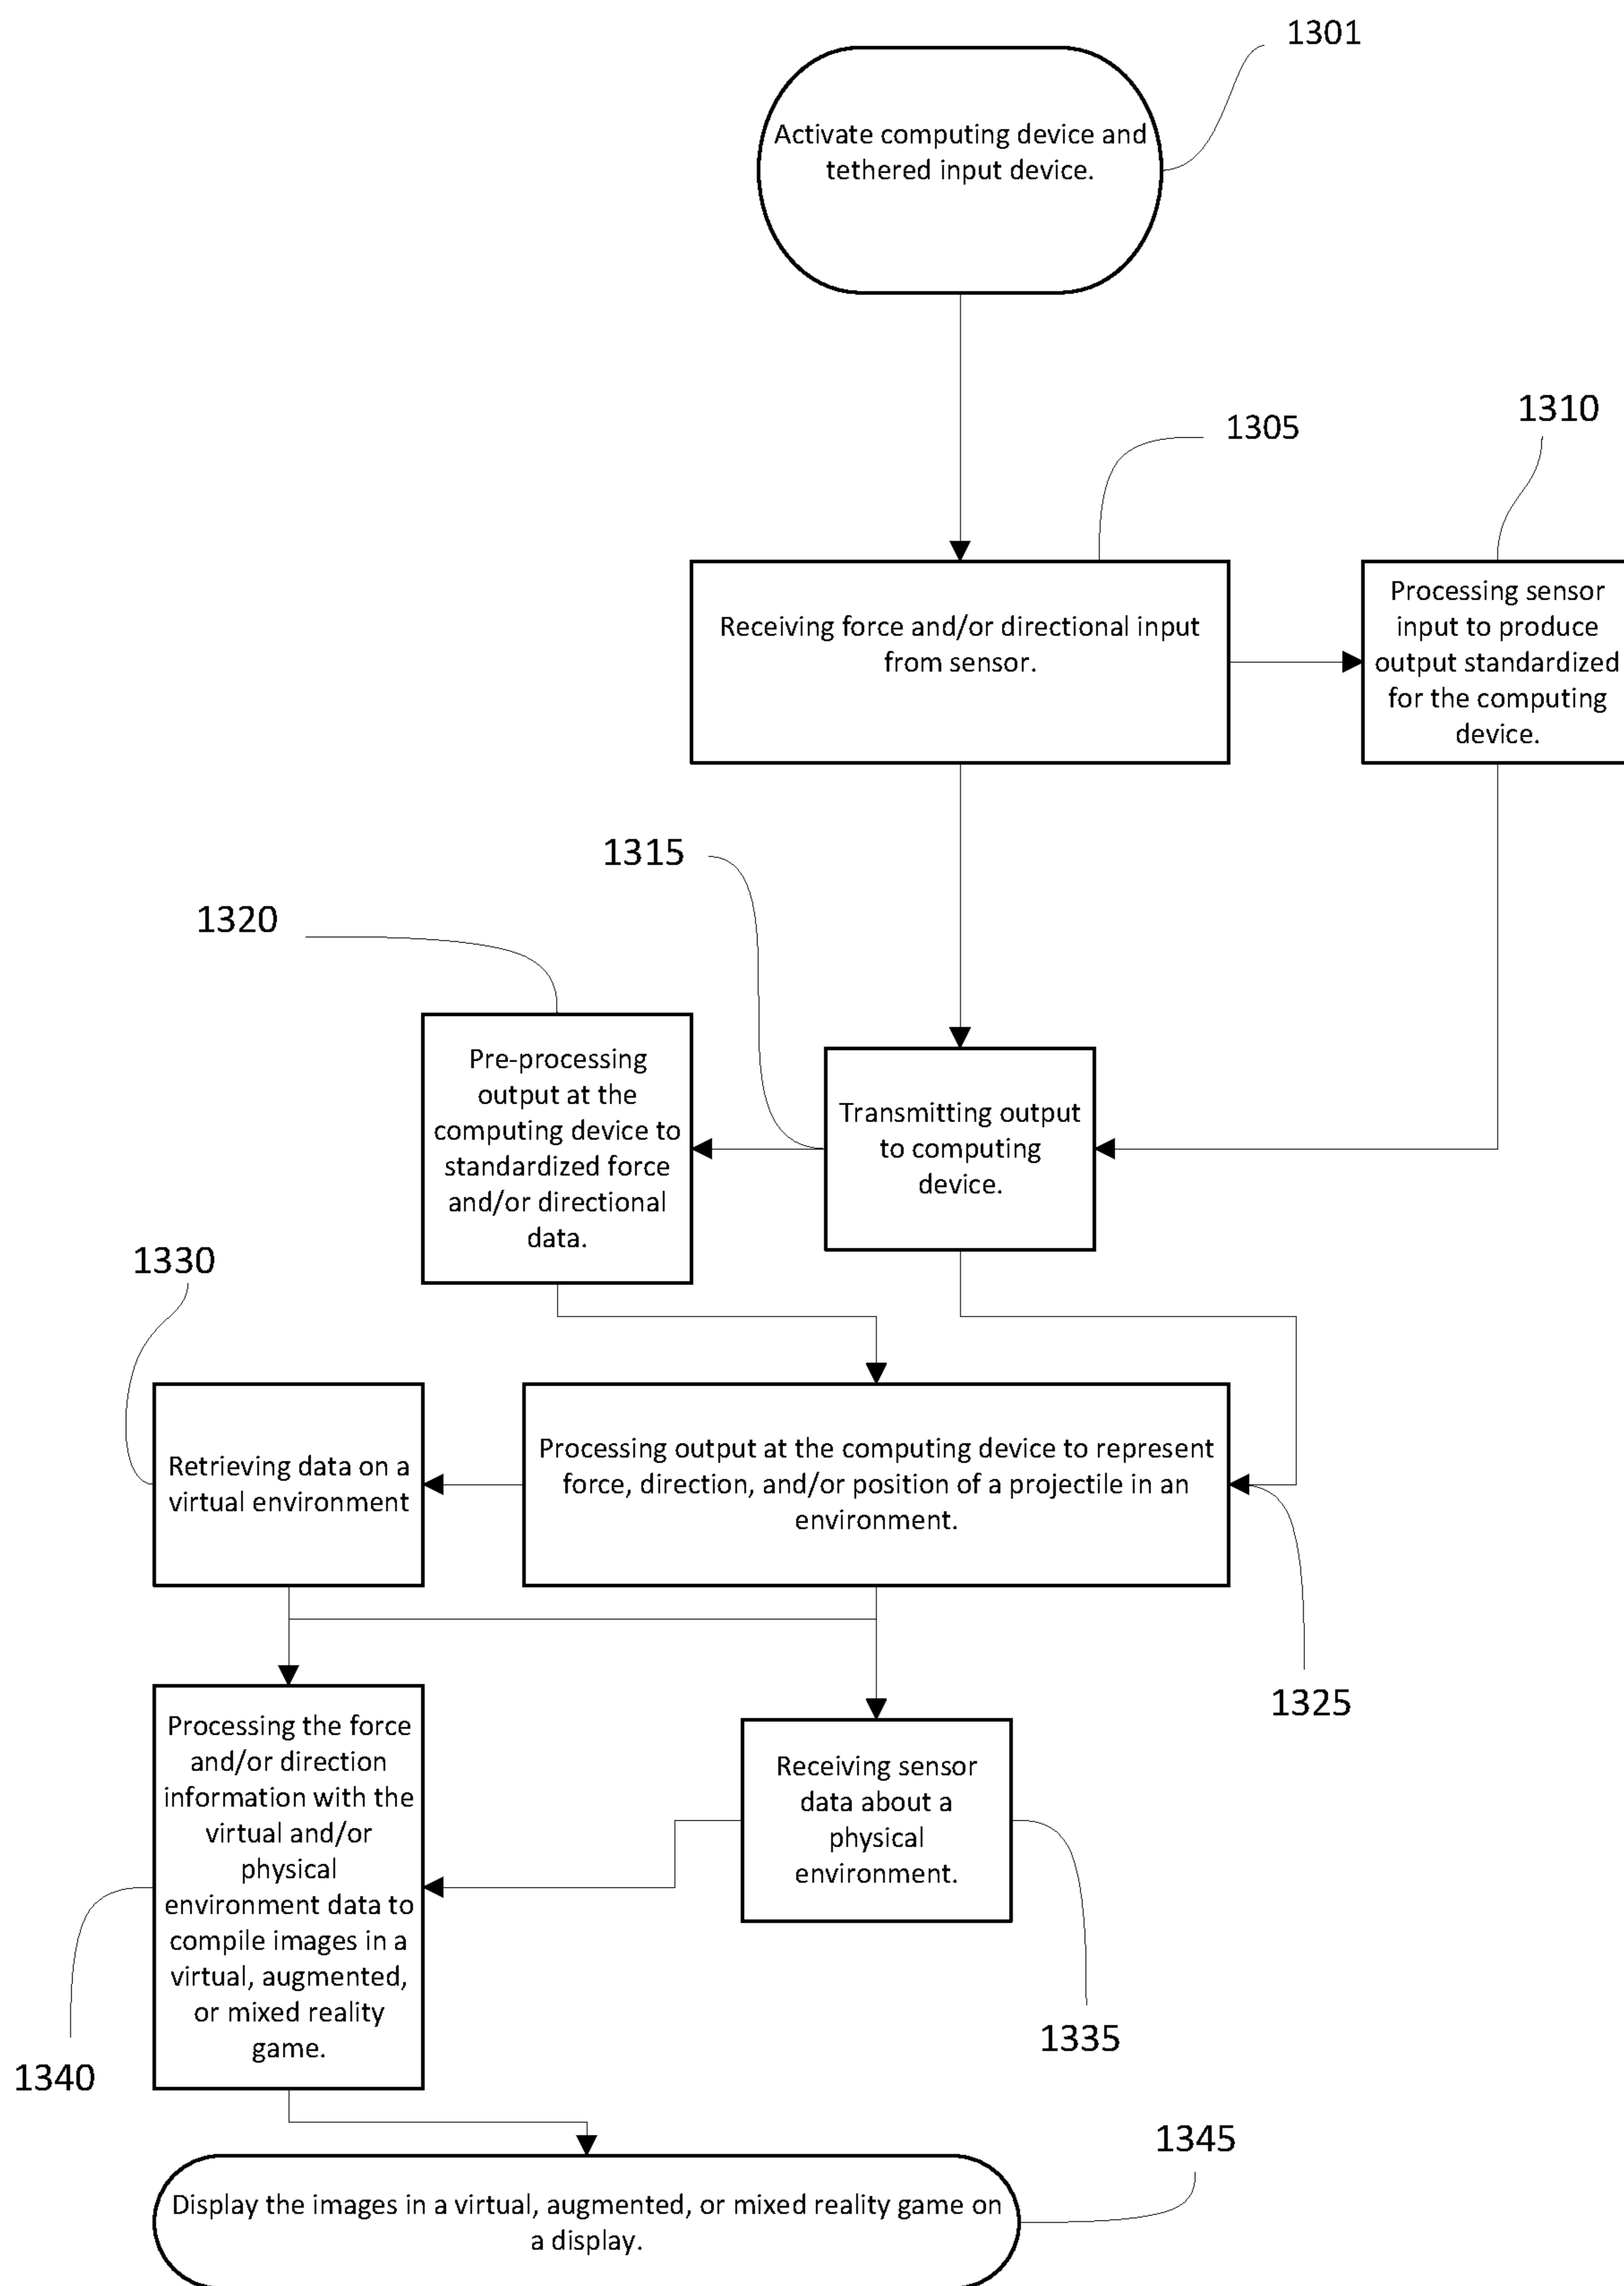 1301
Activate computing device and
tethered input device.
1305
1310
Receiving force and/or directional input
from sensor.
Processing sensor
input to produce
output standardized
for the computing
device.
1315
1320
Pre-processing
output at the
computing device to
standardized force
and/or directional
data.
Transmitting output
to computing
device.
1330
Retrieving data on a
virtual environment
Processing output at the computing device to represent
force, direction, and/or position of a projectile in an
environment.
1325
Processing the force
and/or direction
information with the
virtual and/or
physical
environment data to
compile images in a
virtual, augmented,
or mixed reality
game.
Receiving sensor
data about a
physical
environment.
1335
1340
1345
Display the images in a virtual, augmented, or mixed reality game on
a display.